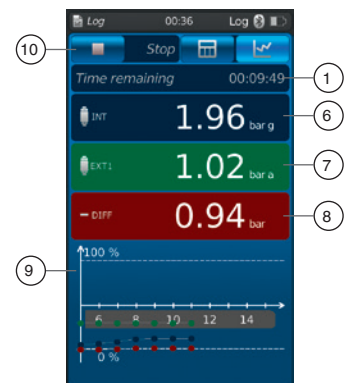 Log 00:36 Log
10 Stop
Time remaining 00:09:49 1
INT 1.96 bar g 6
EXT1 1.02 bar a 7
DIFF 0.94 bar 8
100 %
9
6 8 10 12 14
0 %